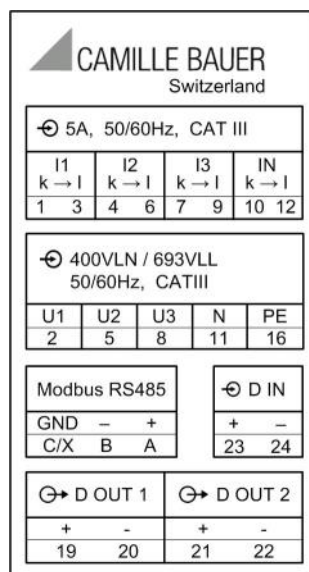 CAMILLE BAUER
Switzerland
5A, 50/60Hz, CAT III
I1 I2 I3 IN
k → l k → l k → l k → l
1 3 4 6 7 9 10 12
400VLN / 693VLL
50/60Hz, CATIII
U1 U2 U3 N PE
2 5 8 11 16
Modbus RS485
GND – +
C/X B A
D IN
+ –
23 24
D OUT 1 D OUT 2
+ - + -
19 20 21 22